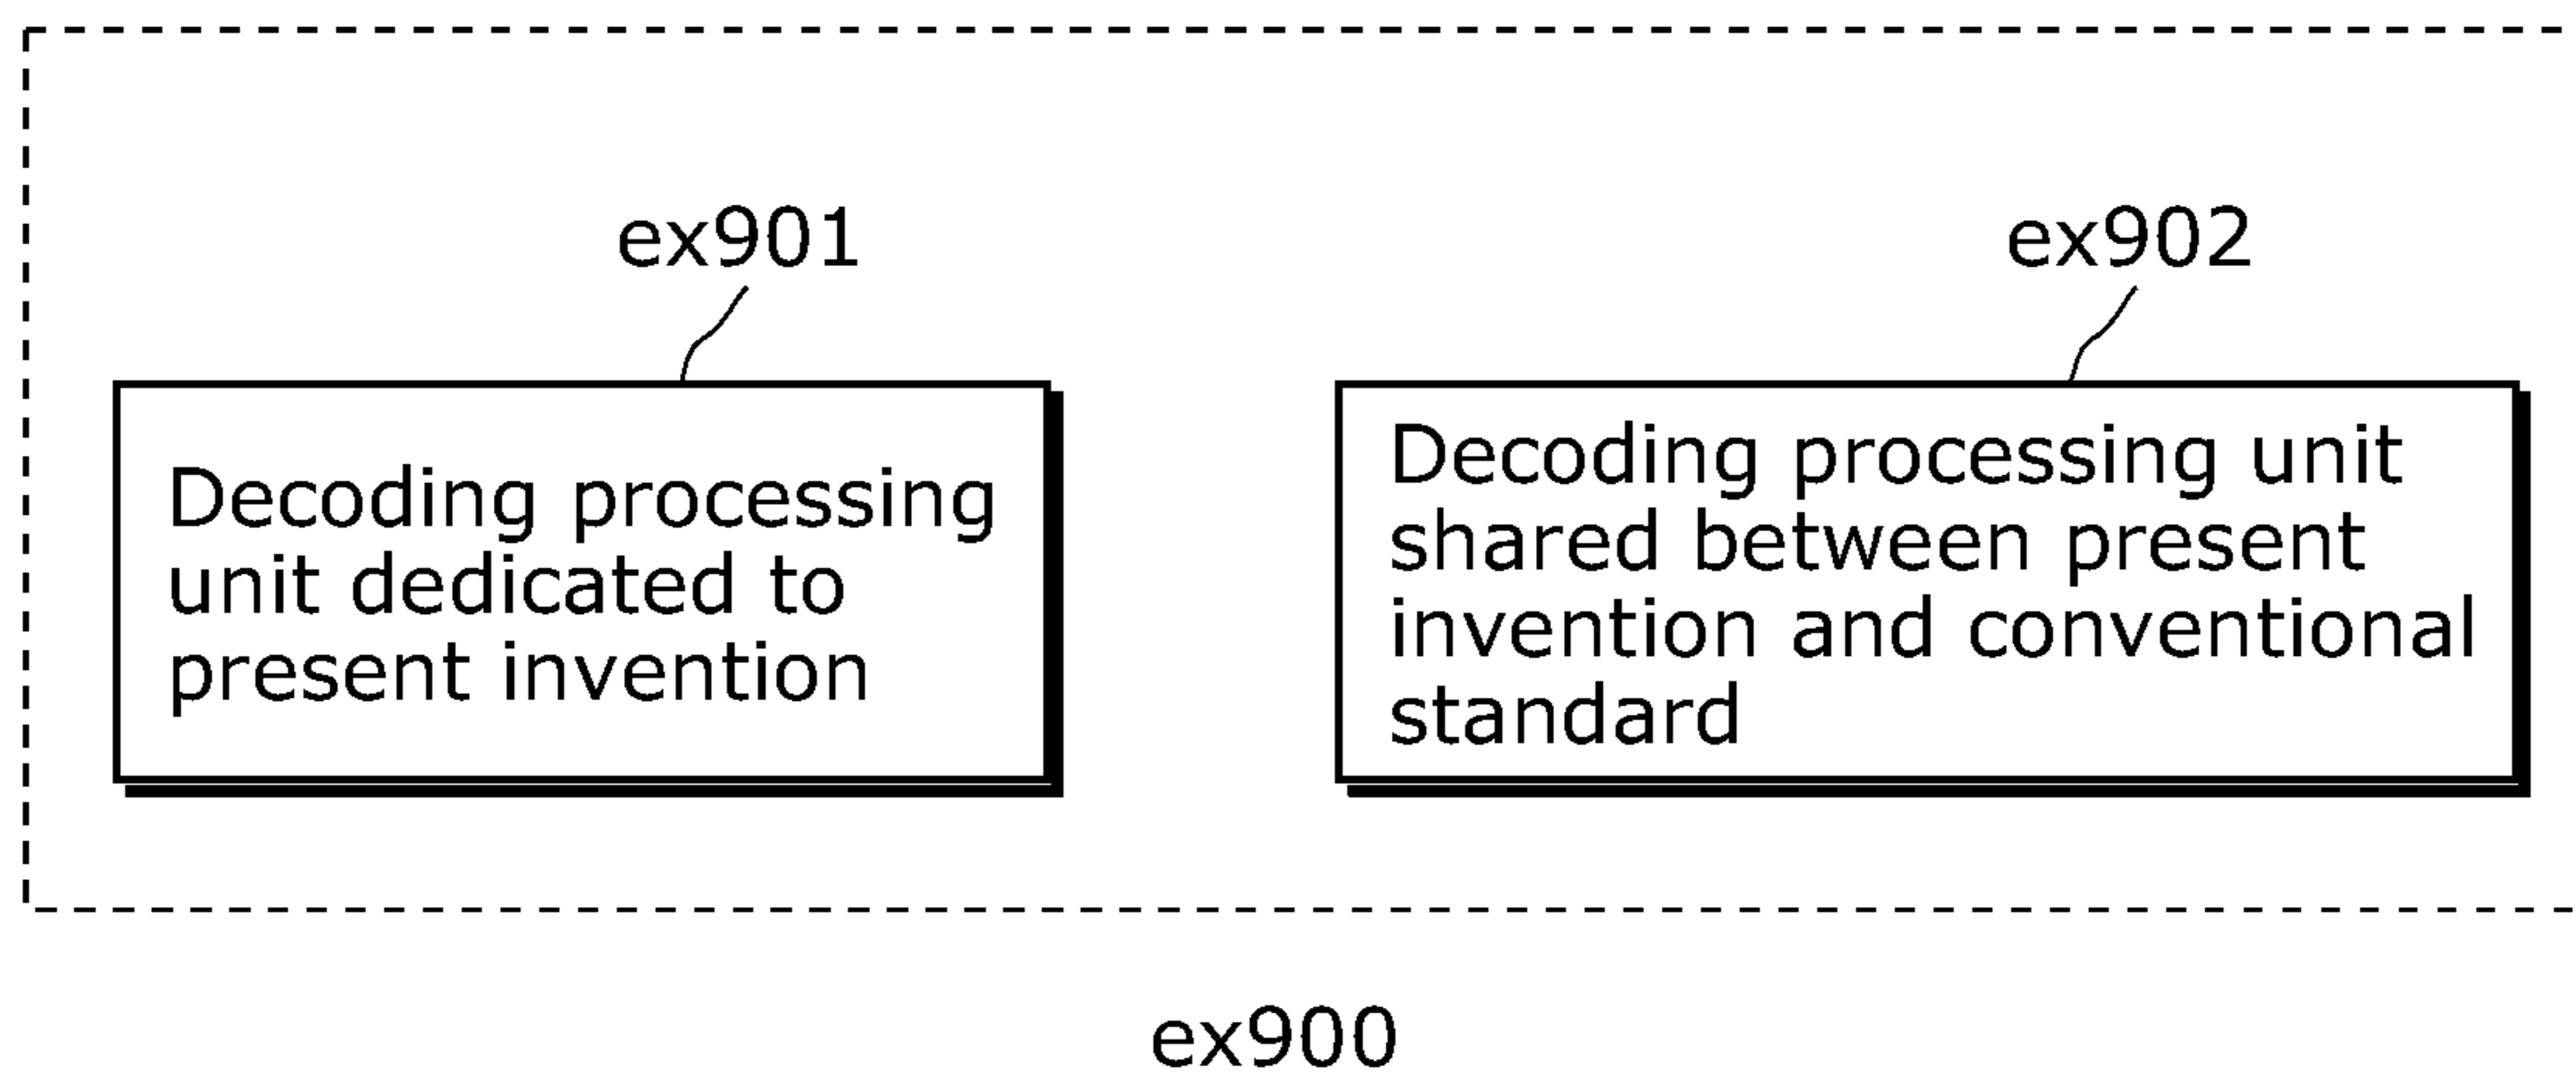 ex901
ex902
Decoding processing
unit dedicated to
present invention
Decoding processing unit
shared between present
invention and conventional
standard
ex900